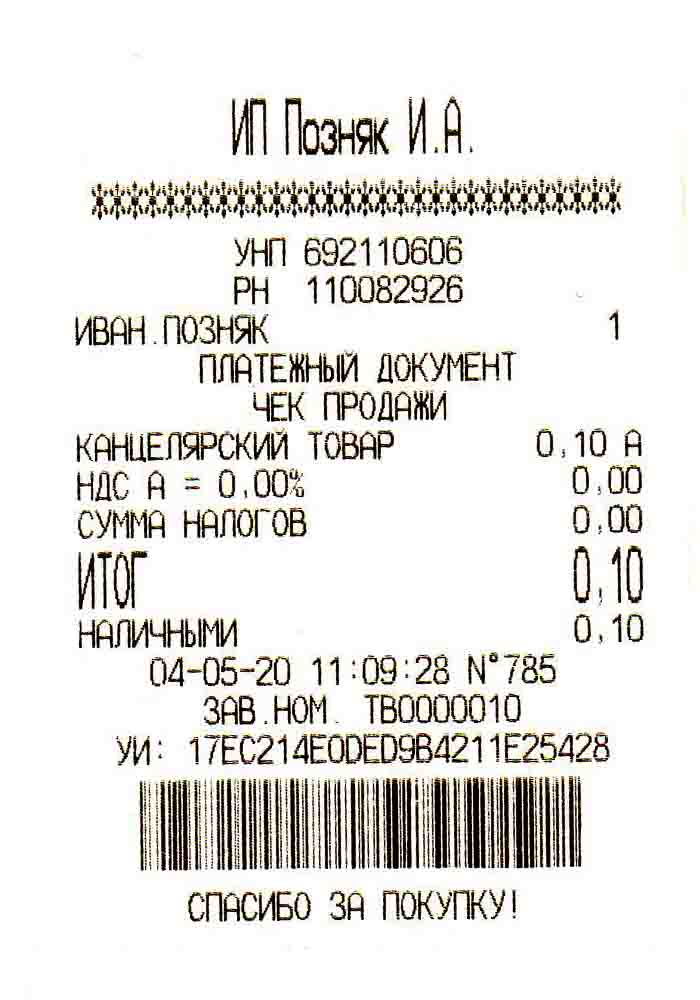 ИП Позняк И.А.
УНП 692110606
РН 110082926
ИВАН.ПОЗНЯК 1
ПЛАТЕЖНЫЙ ДОКУМЕНТ
ЧЕК ПРОДАЖИ
КАНЦЕЛЯРСКИЙ ТОВАР 0,10 А
НДС А = 0,00% 0,00
СУММА НАЛОГОВ 0,00
ИТОГ 0,10
НАЛИЧНЫМИ 0,10
04-05-20 11:09:28 N°785
ЗАВ.НОМ. ТВ0000010
УИ: 17EC214E0DED9B4211E25428
СПАСИБО ЗА ПОКУПКУ!